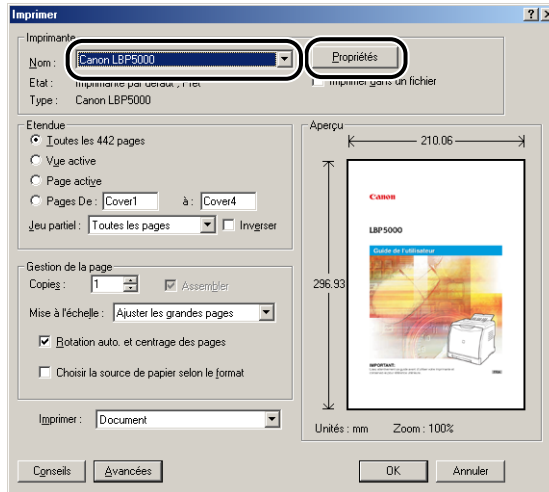 Imprimer
Imprimante
Nom : Canon LBP5000 Propriétés
Etat : Imprimante par défaut ; Prêt Imprimer dans un fichier
Type : Canon LBP5000
Etendue
Toutes les 442 pages
Vue active
Page active
Pages De : Cover1 à : Cover4
Jeu partiel : Toutes les pages Inverser
Gestion de la page
Copies : 1 Assembler
Mise à l'échelle : Ajuster les grandes pages
Rotation auto. et centrage des pages
Choisir la source de papier selon le format
Imprimer : Document
Aperçu
210.06
296.93
Canon
LBP5000
Guide de l'utilisateur
IMPORTANT:
Unités : mm Zoom : 100%
Conseils Avancées OK Annuler